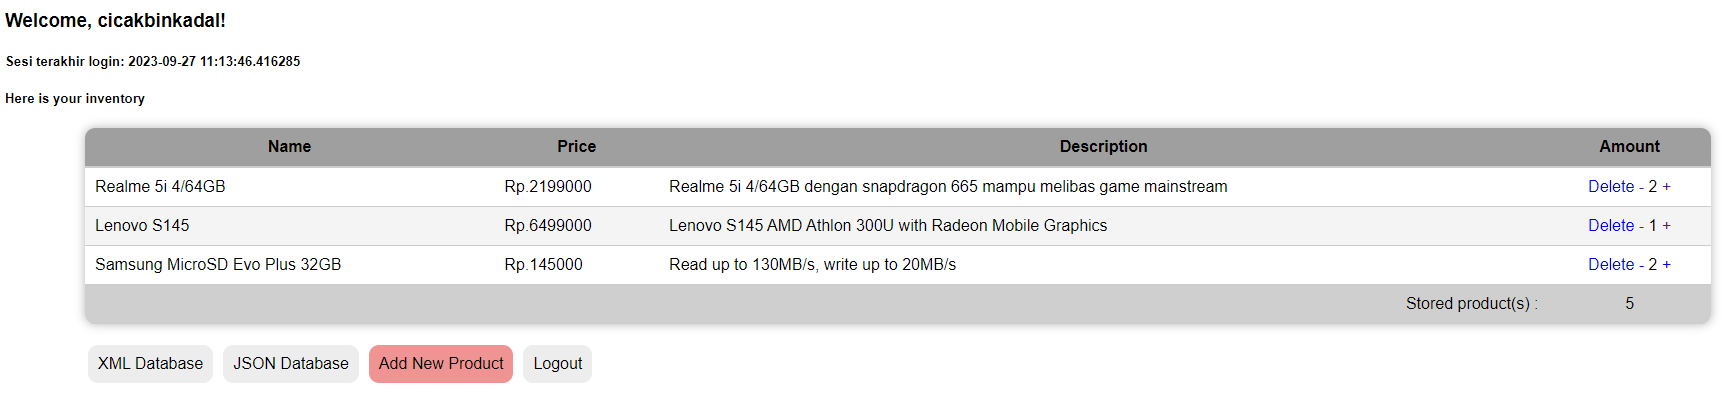 Welcome, cicakbinkadal!
Sesi terakhir login: 2023-09-27 11:13:46.416285
Here is your inventory
Name Price Description Amount
Realme 5i 4/64GB Rp.2199000 Realme 5i 4/64GB dengan snapdragon 665 mampu melibas game mainstream Delete - 2 +
Lenovo S145 Rp.6499000 Lenovo S145 AMD Athlon 300U with Radeon Mobile Graphics Delete - 1 +
Samsung MicroSD Evo Plus 32GB Rp.145000 Read up to 130MB/s, write up to 20MB/s Delete - 2 +
Stored product(s) : 5
XML Database JSON Database Add New Product Logout